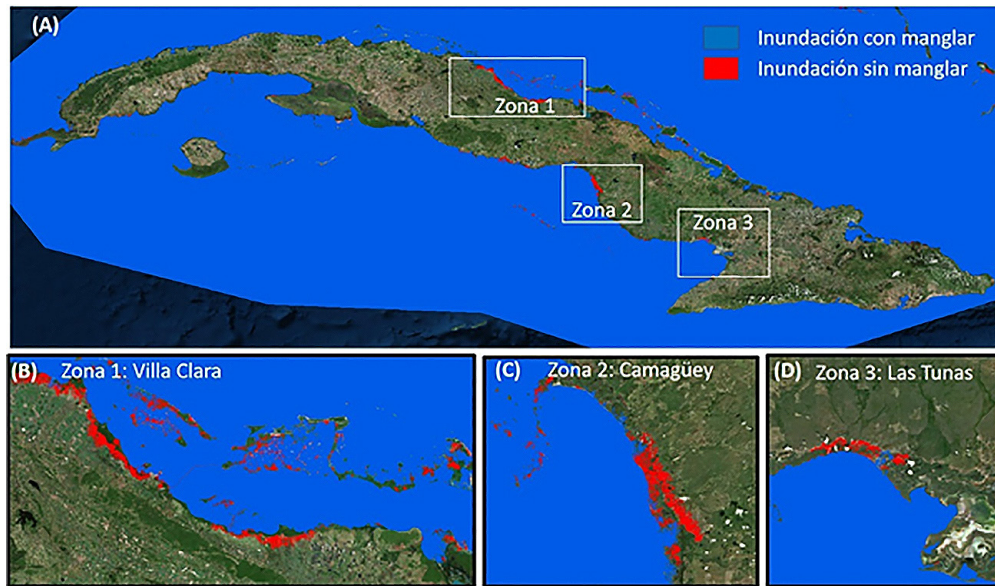 (A)
Inundación con manglar
Inundación sin manglar
Zona 1
Zona 2
Zona 3
(B) Zona 1: Villa Clara
(C) Zona 2: Camagüey
(D) Zona 3: Las Tunas